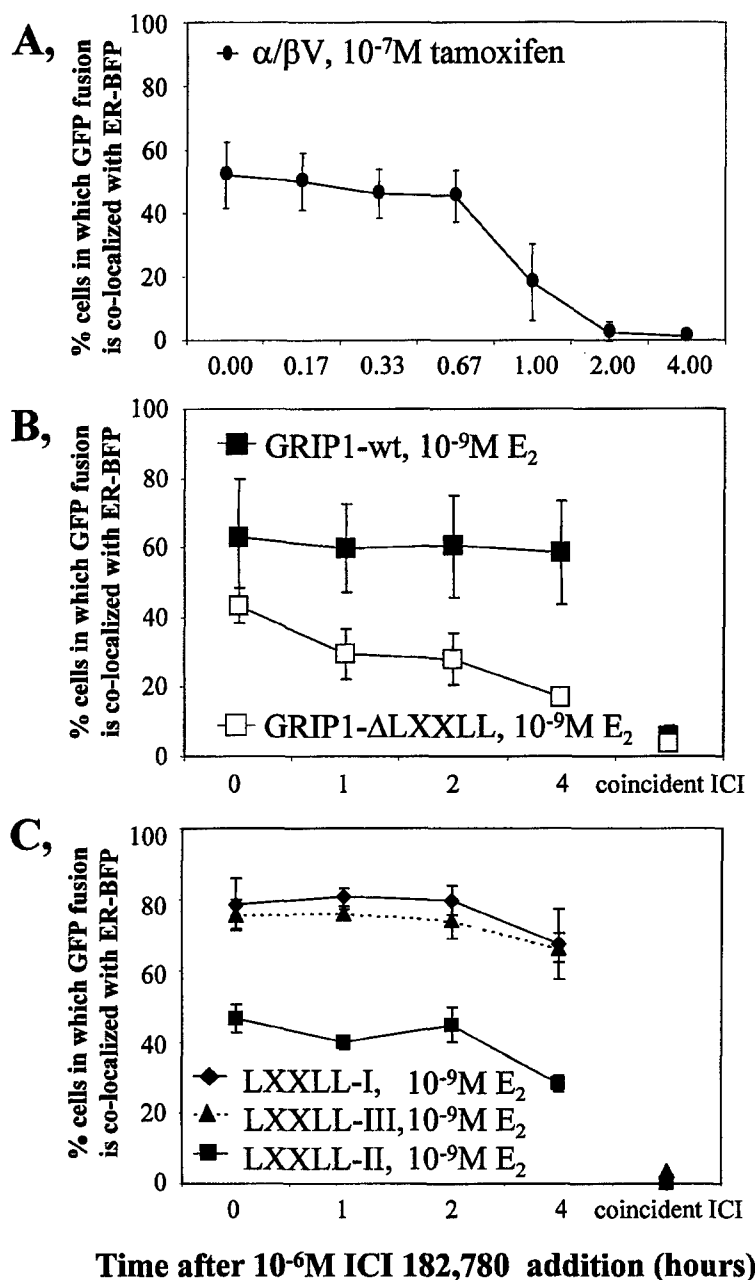 A,
% cells in which GFP fusion
is co-localized with ER-BFP
100
80
60
40
20
0
α/βV, 10⁻⁷M tamoxifen
0.00 0.17 0.33 0.67 1.00 2.00 4.00
B,
% cells in which GFP fusion
is co-localized with ER-BFP
100
80
60
40
20
0
GRIP1-wt, 10⁻⁹M E₂
GRIP1-ΔLXXLL, 10⁻⁹M E₂
0 1 2 4 coincident ICI
C,
% cells in which GFP fusion
is co-localized with ER-BFP
100
80
60
40
20
0
LXXLL-I, 10⁻⁹M E₂
LXXLL-III, 10⁻⁹M E₂
LXXLL-II, 10⁻⁹M E₂
0 1 2 4 coincident ICI
Time after 10⁻⁶M ICI 182,780 addition (hours)